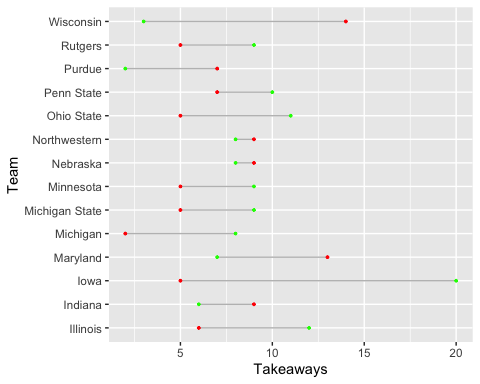 Wisconsin
Rutgers
Purdue
Penn State
Ohio State
Northwestern
Nebraska
Minnesota
Michigan State
Michigan
Maryland
Iowa
Indiana
Illinois
Team
5 10 15 20
Takeaways